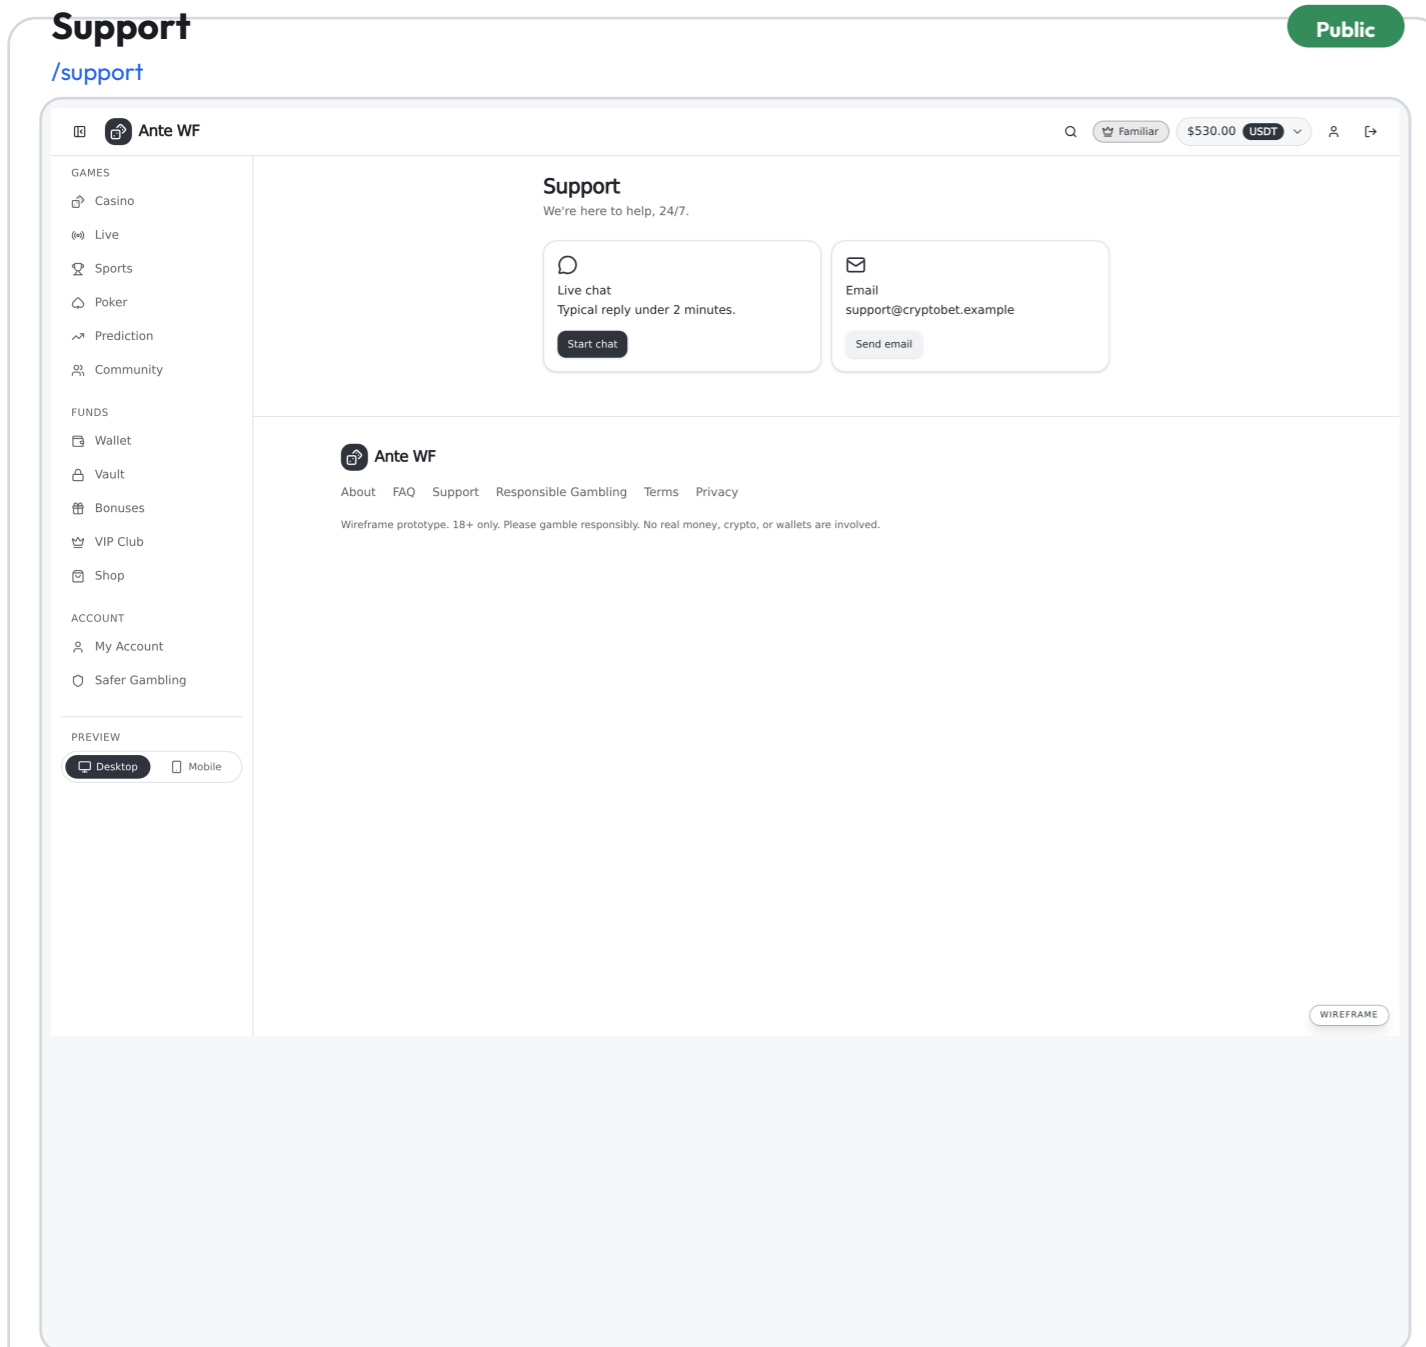 Support
Public
/support
Ante WF
Familiar
$530.00 USDT
GAMES
Casino
Live
Sports
Poker
Prediction
Community
FUNDS
Wallet
Vault
Bonuses
VIP Club
Shop
ACCOUNT
My Account
Safer Gambling
PREVIEW
Desktop
Mobile
Support
We're here to help, 24/7.
Live chat
Typical reply under 2 minutes.
Start chat
Email
support@cryptobet.example
Send email
Ante WF
About FAQ Support Responsible Gambling Terms Privacy
Wireframe prototype. 18+ only. Please gamble responsibly. No real money, crypto, or wallets are involved.
WIREFRAME